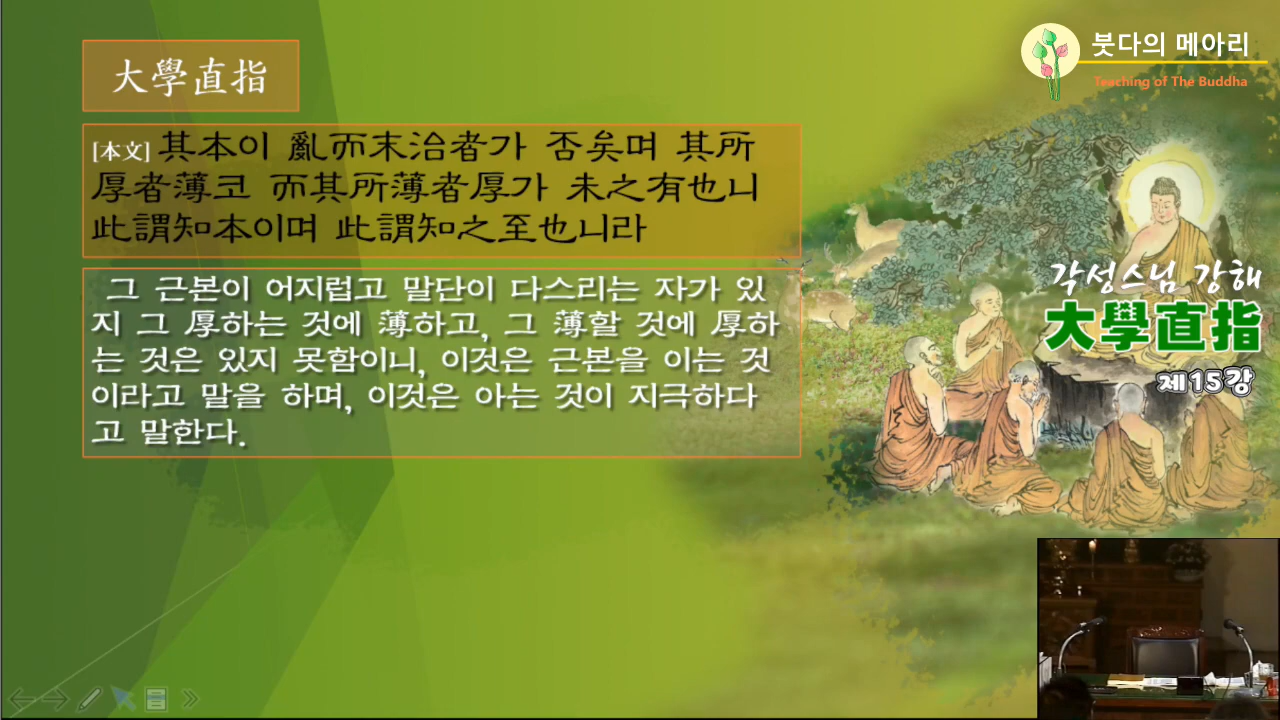 大學直指
[本文] 其本이 亂而末治者가 否矣며 其所
厚者薄코 而其所薄者厚가 未之有也니
此謂知本이며 此謂知之至也니라
그 근본이 어지럽고 말단이 다스리는 자가 있
지 그 厚하는 것에 薄하고, 그 薄할 것에 厚하
는 것은 있지 못함이니, 이것은 근본을 이는 것
이라고 말을 하며, 이것은 아는 것이 지극하다
고 말한다.
붓다의 메아리
Teaching of The Buddha
각성스님 강해
大學直指
제15강